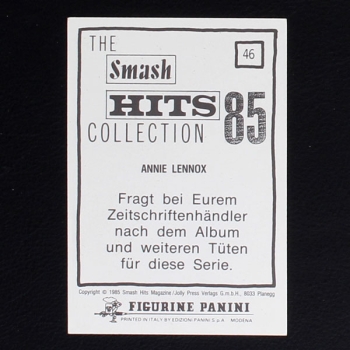 THE
46
Smash
HITS 85
COLLECTION
ANNIE LENNOX
Fragt bei Eurem
Zeitschriftenhändler
nach dem Album
und weiteren Tüten
für diese Serie.
Copyright © 1985 Smash Hits Magazine/Jolly Press Verlags G.m.b.H., 8033 Planegg
FIGURINE PANINI
PRINTED IN ITALY BY EDIZIONI PANINI S.p.A. - MODENA